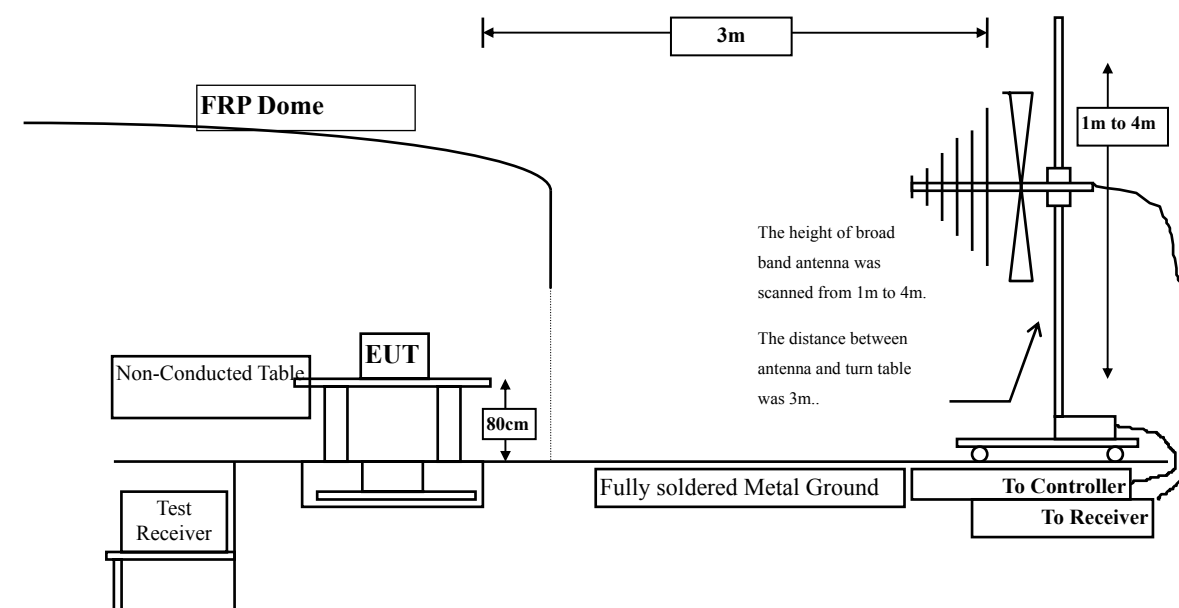 3m
FRP Dome
1m to 4m
The height of broad
band antenna was
scanned from 1m to 4m.
The distance between
antenna and turn table
was 3m..
EUT
Non-Conducted Table
80cm
Fully soldered Metal Ground
To Controller
To Receiver
Test
Receiver